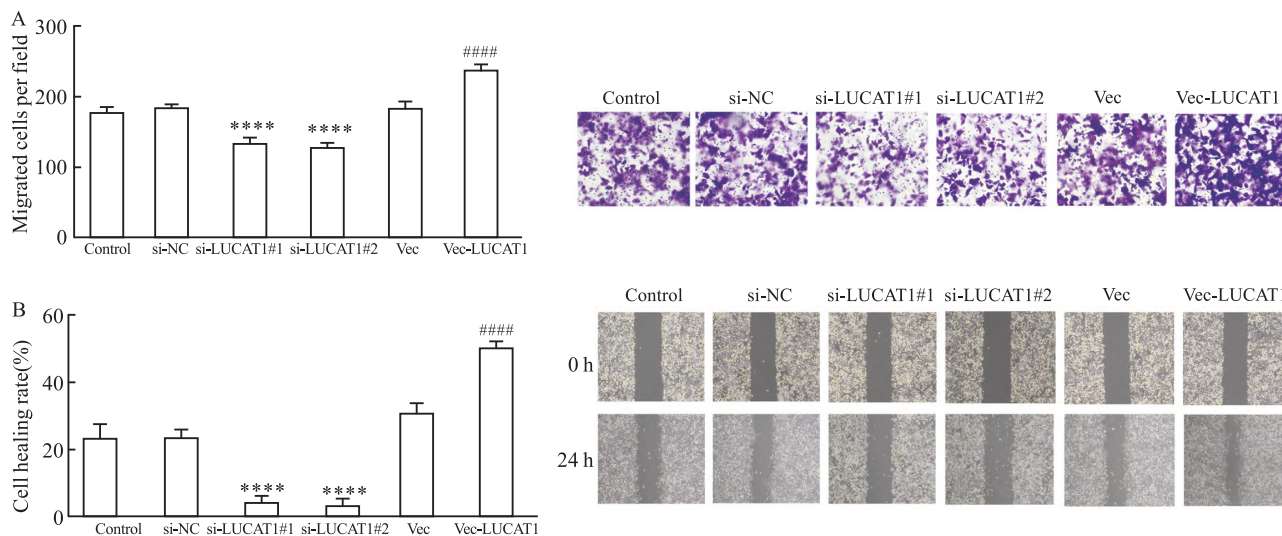 A
Migrated cells per field
300
200
100
0
****
****
####
Control si-NC si-LUCAT1#1 si-LUCAT1#2 Vec Vec-LUCAT1
Control si-NC si-LUCAT1#1 si-LUCAT1#2 Vec Vec-LUCAT1
B
Cell healing rate(%)
60
40
20
0
****
****
####
Control si-NC si-LUCAT1#1 si-LUCAT1#2 Vec Vec-LUCAT1
Control si-NC si-LUCAT1#1 si-LUCAT1#2 Vec Vec-LUCAT1
0 h
24 h